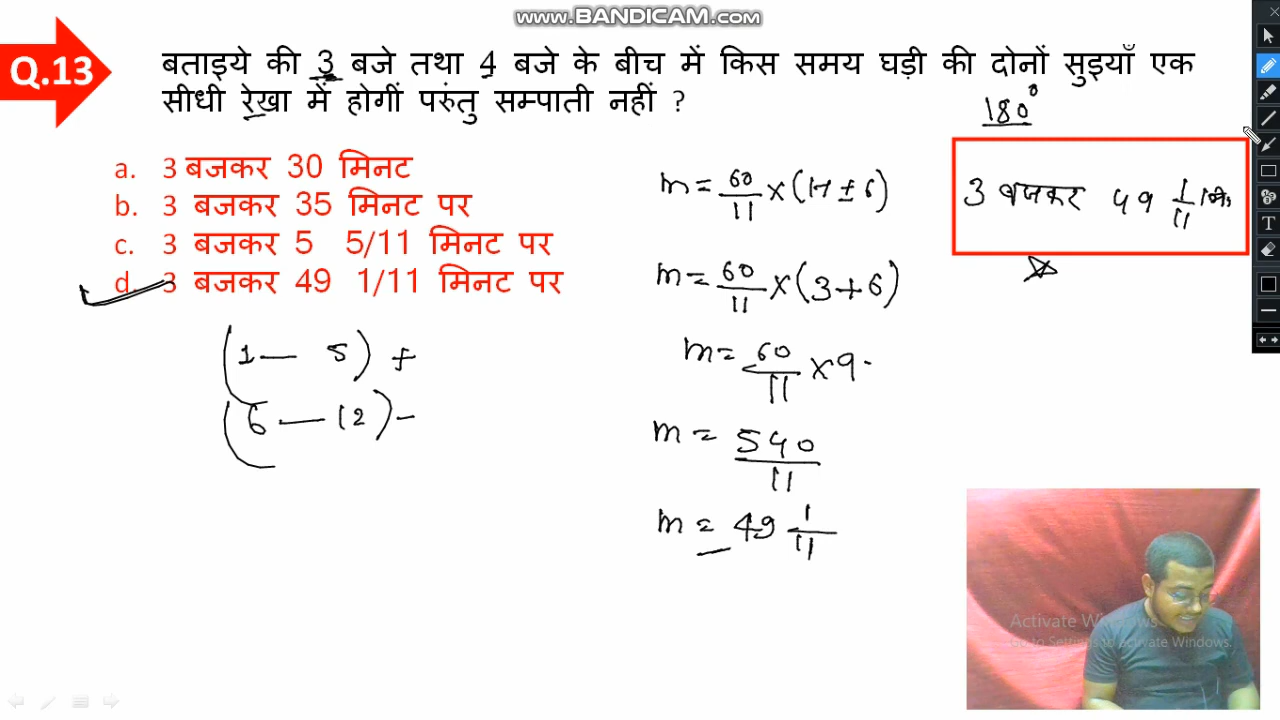 www.BANDICAM.com
Q.13
बताइये की 3 बजे तथा 4 बजे के बीच में किस समय घड़ी की दोनों सुइयाँ एक
सीधी रेखा में होगीं परुंतु सम्पाती नहीं ?
180°
a. 3 बजकर 30 मिनट
b. 3 बजकर 35 मिनट पर
c. 3 बजकर 5 5/11 मिनट पर
d. 3 बजकर 49 1/11 मिनट पर
(1 — 5) +
(6 — 12) -
m = 60/11 × (H ± 6)
m = 60/11 × (3 + 6)
m = 60/11 × 9
m = 540/11
m = 49 1/11
3 बजकर 49 1/11
T
Activate Windows
Go to Settings to Activate Windows.